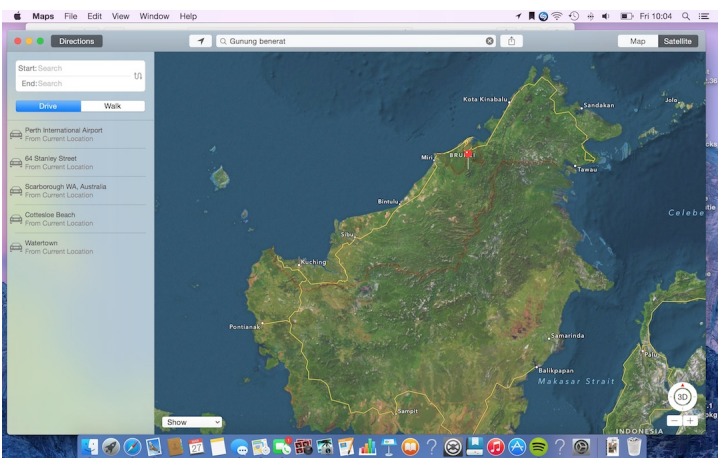 Maps File Edit View Window Help
Fri 10:04
Directions
Gunung benerat
Map Satellite
Start: Search
End: Search
Drive Walk
Perth International Airport
From Current Location
64 Stanley Street
From Current Location
Scarborough WA, Australia
From Current Location
Cottesloe Beach
From Current Location
Watertown
From Current Location
Kota Kinabalu
Sandakan
Jolo
Miri
Tawau
Bintulu
Celebe
Sibu
Kuching
Pontianak
Samarinda
Palu
Balikpapan
Makasar Strait
3D
Sampit
Show
INDONESIA
27